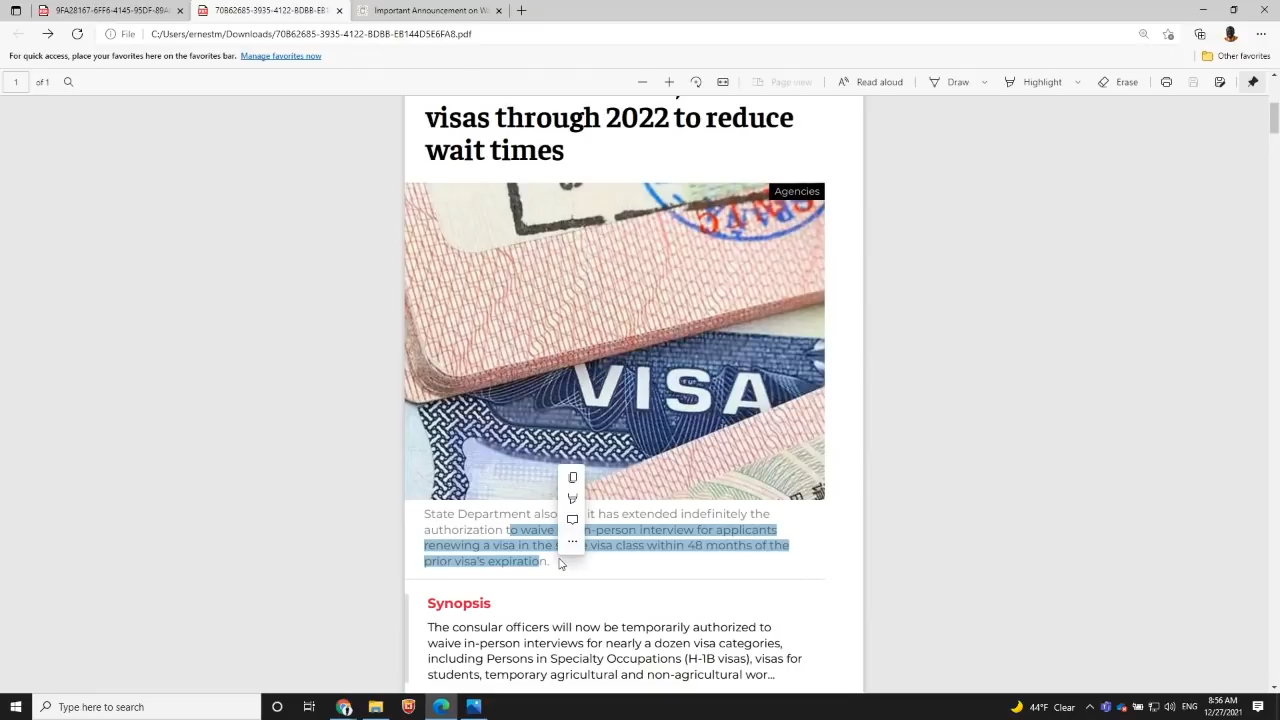 9FA28167-6FF6-4145-95DF-89A
70B62685-3935-4122-BDBB-EB1
Important Announcement on W
File
C:/Users/ernestm/Downloads/70B62685-3935-4122-BDBB-EB144D5E6FA8.pdf
For quick access, place your favorites here on the favorites bar. Manage favorites now
Other favorites
1 of 1
Page view
Read aloud
Draw
Highlight
Erase
visas through 2022 to reduce
wait times
Agencies
VISA
State Department also it has extended indefinitely the
authorization to waive in-person interview for applicants
renewing a visa in the visa class within 48 months of the
prior visa's expiration.
Synopsis
The consular officers will now be temporarily authorized to
waive in-person interviews for nearly a dozen visa categories,
including Persons in Specialty Occupations (H-1B visas), visas for
students, temporary agricultural and non-agricultural wor...
Type here to search
44°F Clear
ENG
8:56 AM
12/27/2021